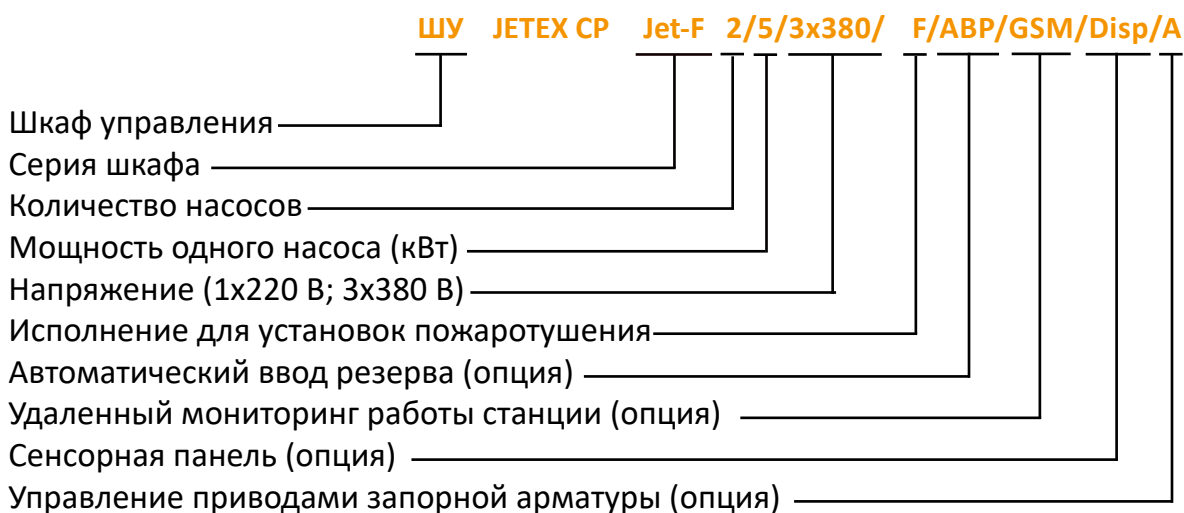 ШУ JETEX CP Jet-F 2/5/3x380/ F/АВР/GSM/Disp/A
Шкаф управления
Серия шкафа
Количество насосов
Мощность одного насоса (кВт)
Напряжение (1x220 В; 3x380 В)
Исполнение для установок пожаротушения
Автоматический ввод резерва (опция)
Удаленный мониторинг работы станции (опция)
Сенсорная панель (опция)
Управление приводами запорной арматуры (опция)